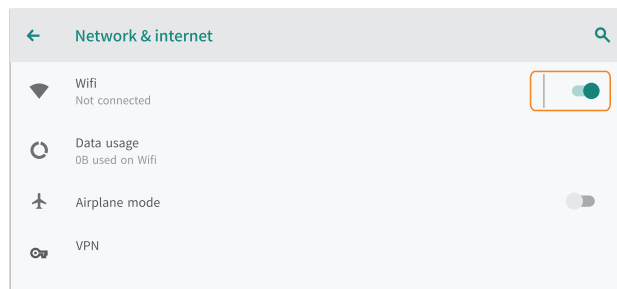 Network & internet
Wifi
Not connected
Data usage
0B used on Wifi
Airplane mode
VPN